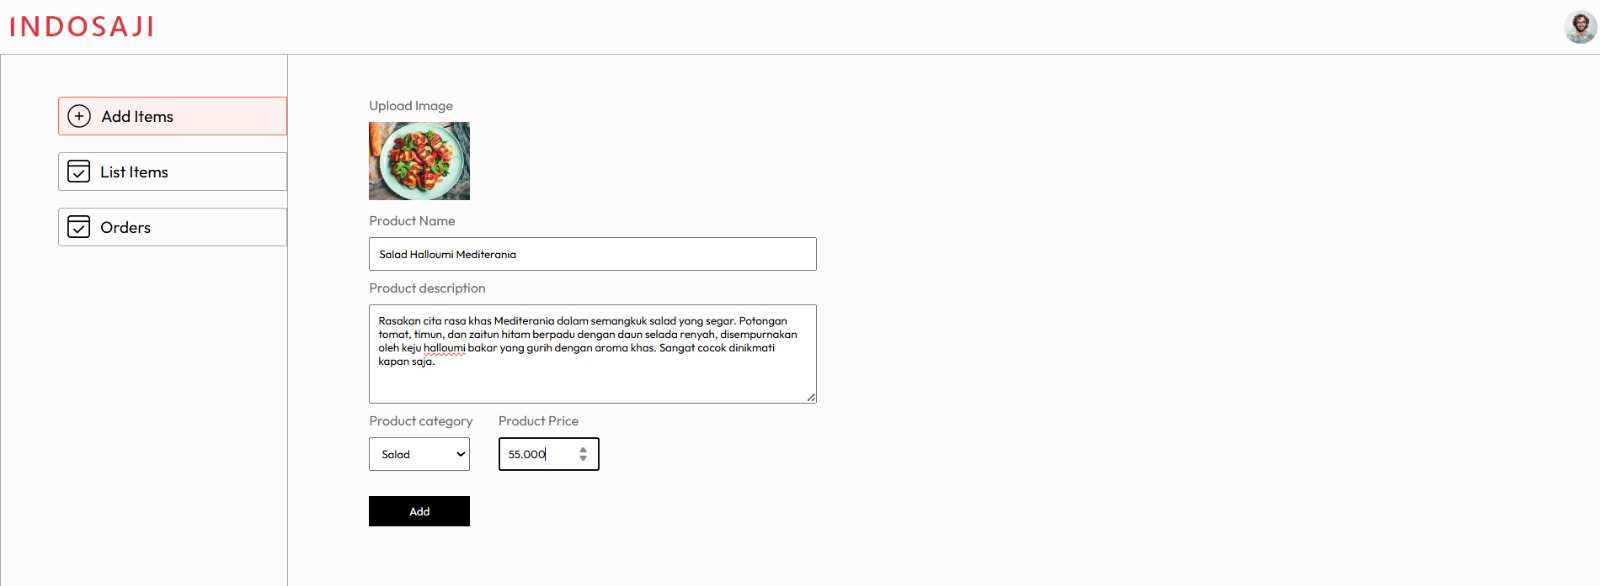 INDOSAJI
Add Items
List Items
Orders
Upload Image
Product Name
Salad Halloumi Mediterania
Product description
Rasakan cita rasa khas Mediterania dalam semangkuk salad yang segar. Potongan
tomat, timun, dan zaitun hitam berpadu dengan daun selada renyah, disempurnakan
oleh keju halloumi bakar yang gurih dengan aroma khas. Sangat cocok dinikmati
kapan saja.
Product category Product Price
Salad 55.000
Add